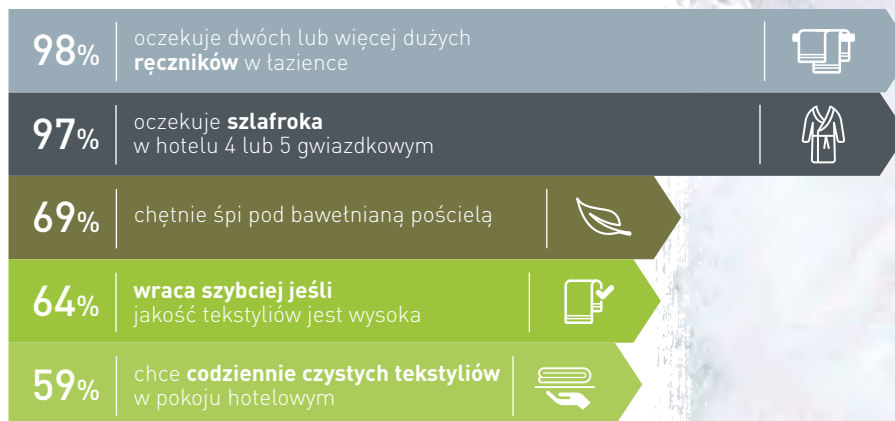 98%
oczekuje dwóch lub więcej dużych
ręczników w łazience
97%
oczekuje szlafroka
w hotelu 4 lub 5 gwiazdkowym
69%
chętnie śpi pod bawełnianą pościelą
64%
wraca szybciej jeśli
jakość tekstyliów jest wysoka
59%
chce codziennie czystych tekstyliów
w pokoju hotelowym